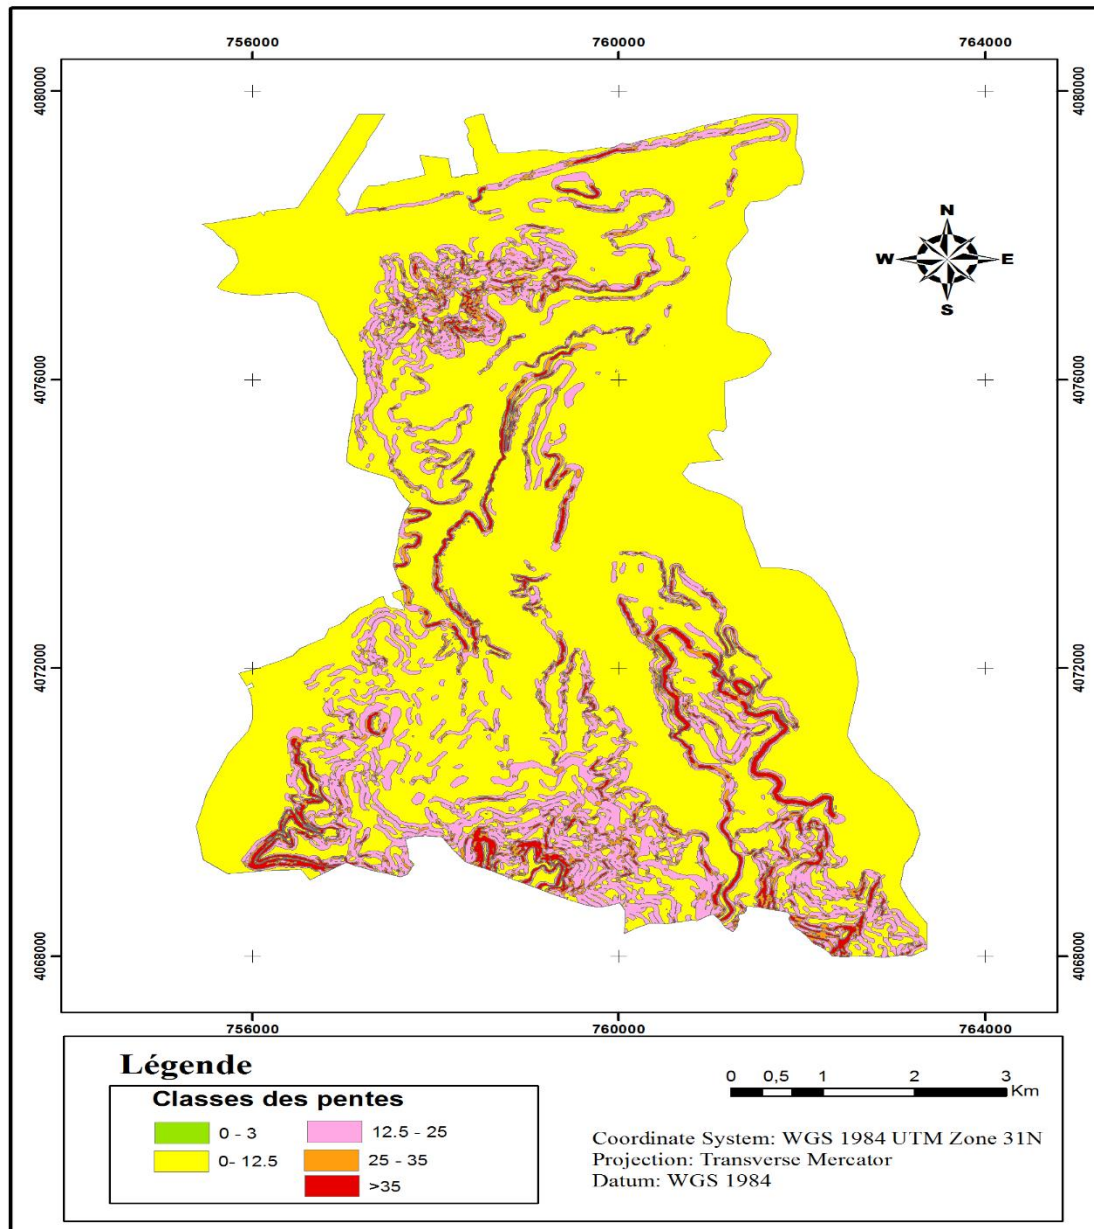 756000 760000 764000
4080000 4080000
N
W E
S
4076000 4076000
4072000 4072000
4068000 4068000
756000 760000 764000
Légende
Classes des pentes
0 - 3 12.5 - 25
0- 12.5 25 - 35
>35
0 0,5 1 2 3
Km
Coordinate System: WGS 1984 UTM Zone 31N
Projection: Transverse Mercator
Datum: WGS 1984